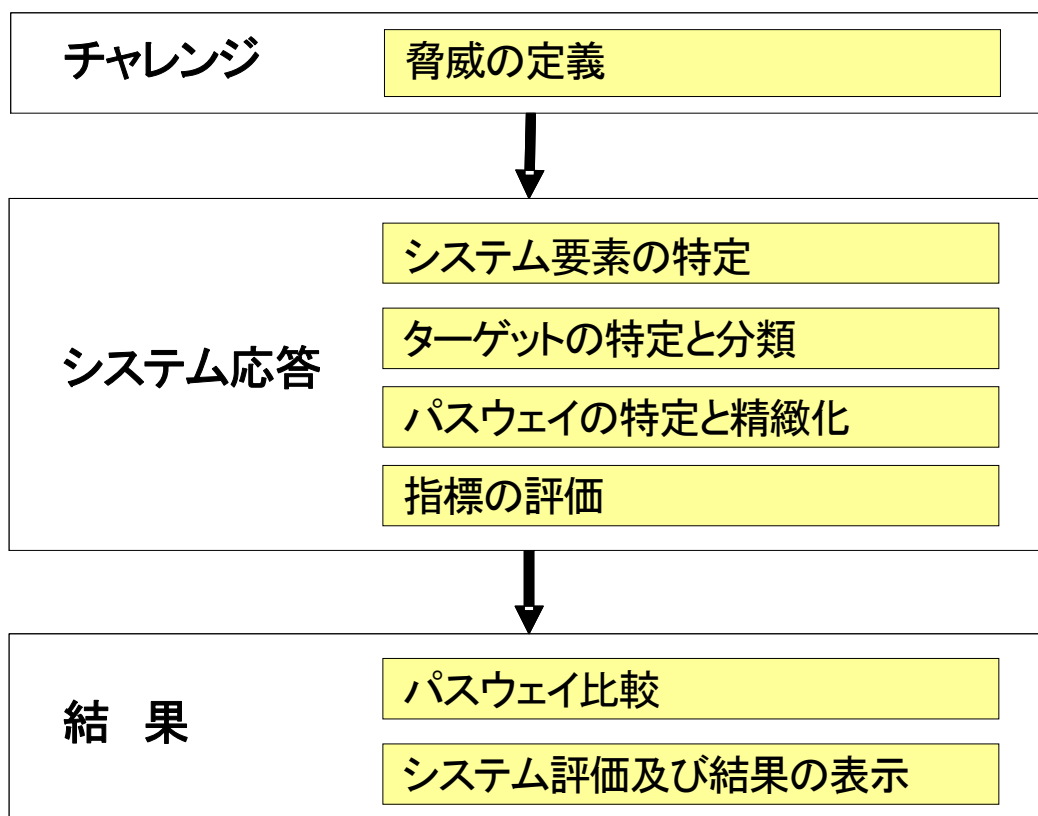 チャレンジ
脅威の定義
システム応答
システム要素の特定
ターゲットの特定と分類
パスウェイの特定と精緻化
指標の評価
結　果
パスウェイ比較
システム評価及び結果の表示